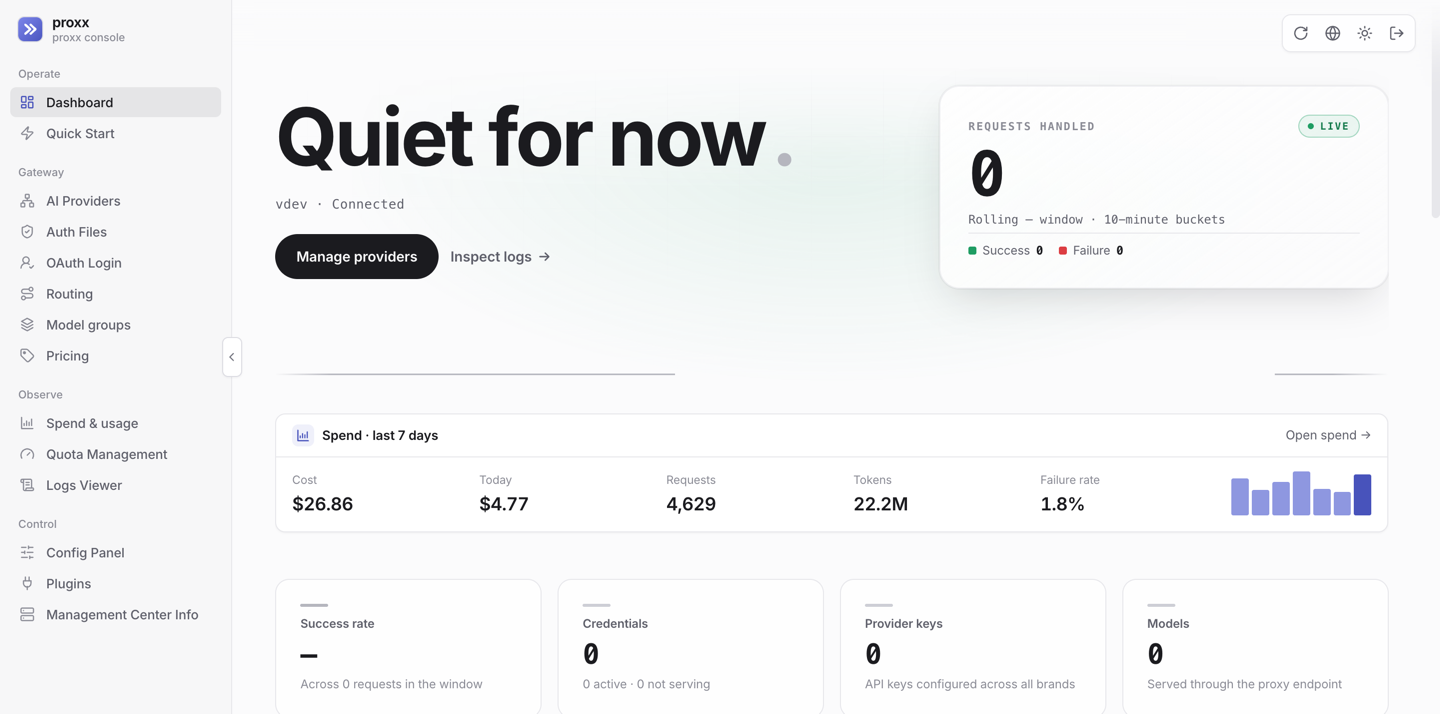 proxx
proxx console
Operate
Dashboard
Quick Start
Gateway
AI Providers
Auth Files
OAuth Login
Routing
Model groups
Pricing
Observe
Spend & usage
Quota Management
Logs Viewer
Control
Config Panel
Plugins
Management Center Info
Quiet for now.
vdev · Connected
Manage providers
Inspect logs →
REQUESTS HANDLED
LIVE
0
Rolling — window · 10-minute buckets
Success 0 Failure 0
Spend · last 7 days
Open spend →
Cost
$26.86
Today
$4.77
Requests
4,629
Tokens
22.2M
Failure rate
1.8%
Success rate
—
Across 0 requests in the window
Credentials
0
0 active · 0 not serving
Provider keys
0
API keys configured across all brands
Models
0
Served through the proxy endpoint